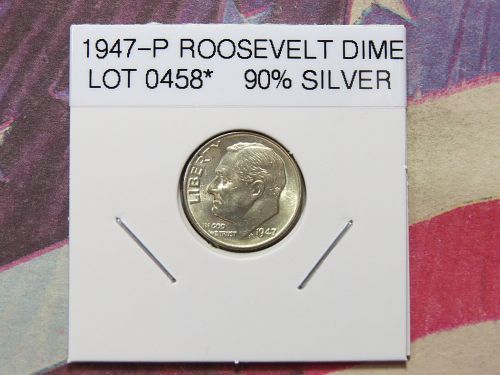 1947-P ROOSEVELT DIME
LOT 0458* 90% SILVER
LIBERTY
IN GOD
WE TRUST
1947